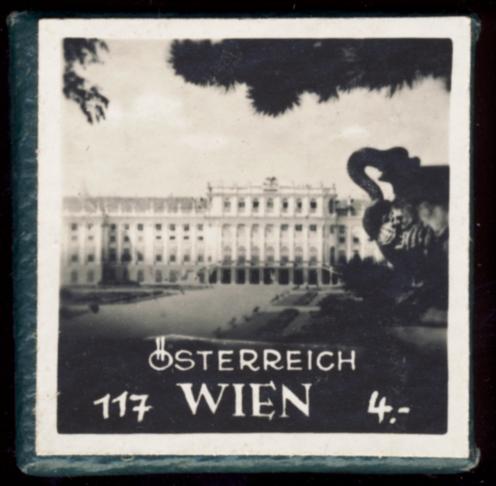 ÖSTERREICH
117 WIEN 4.-